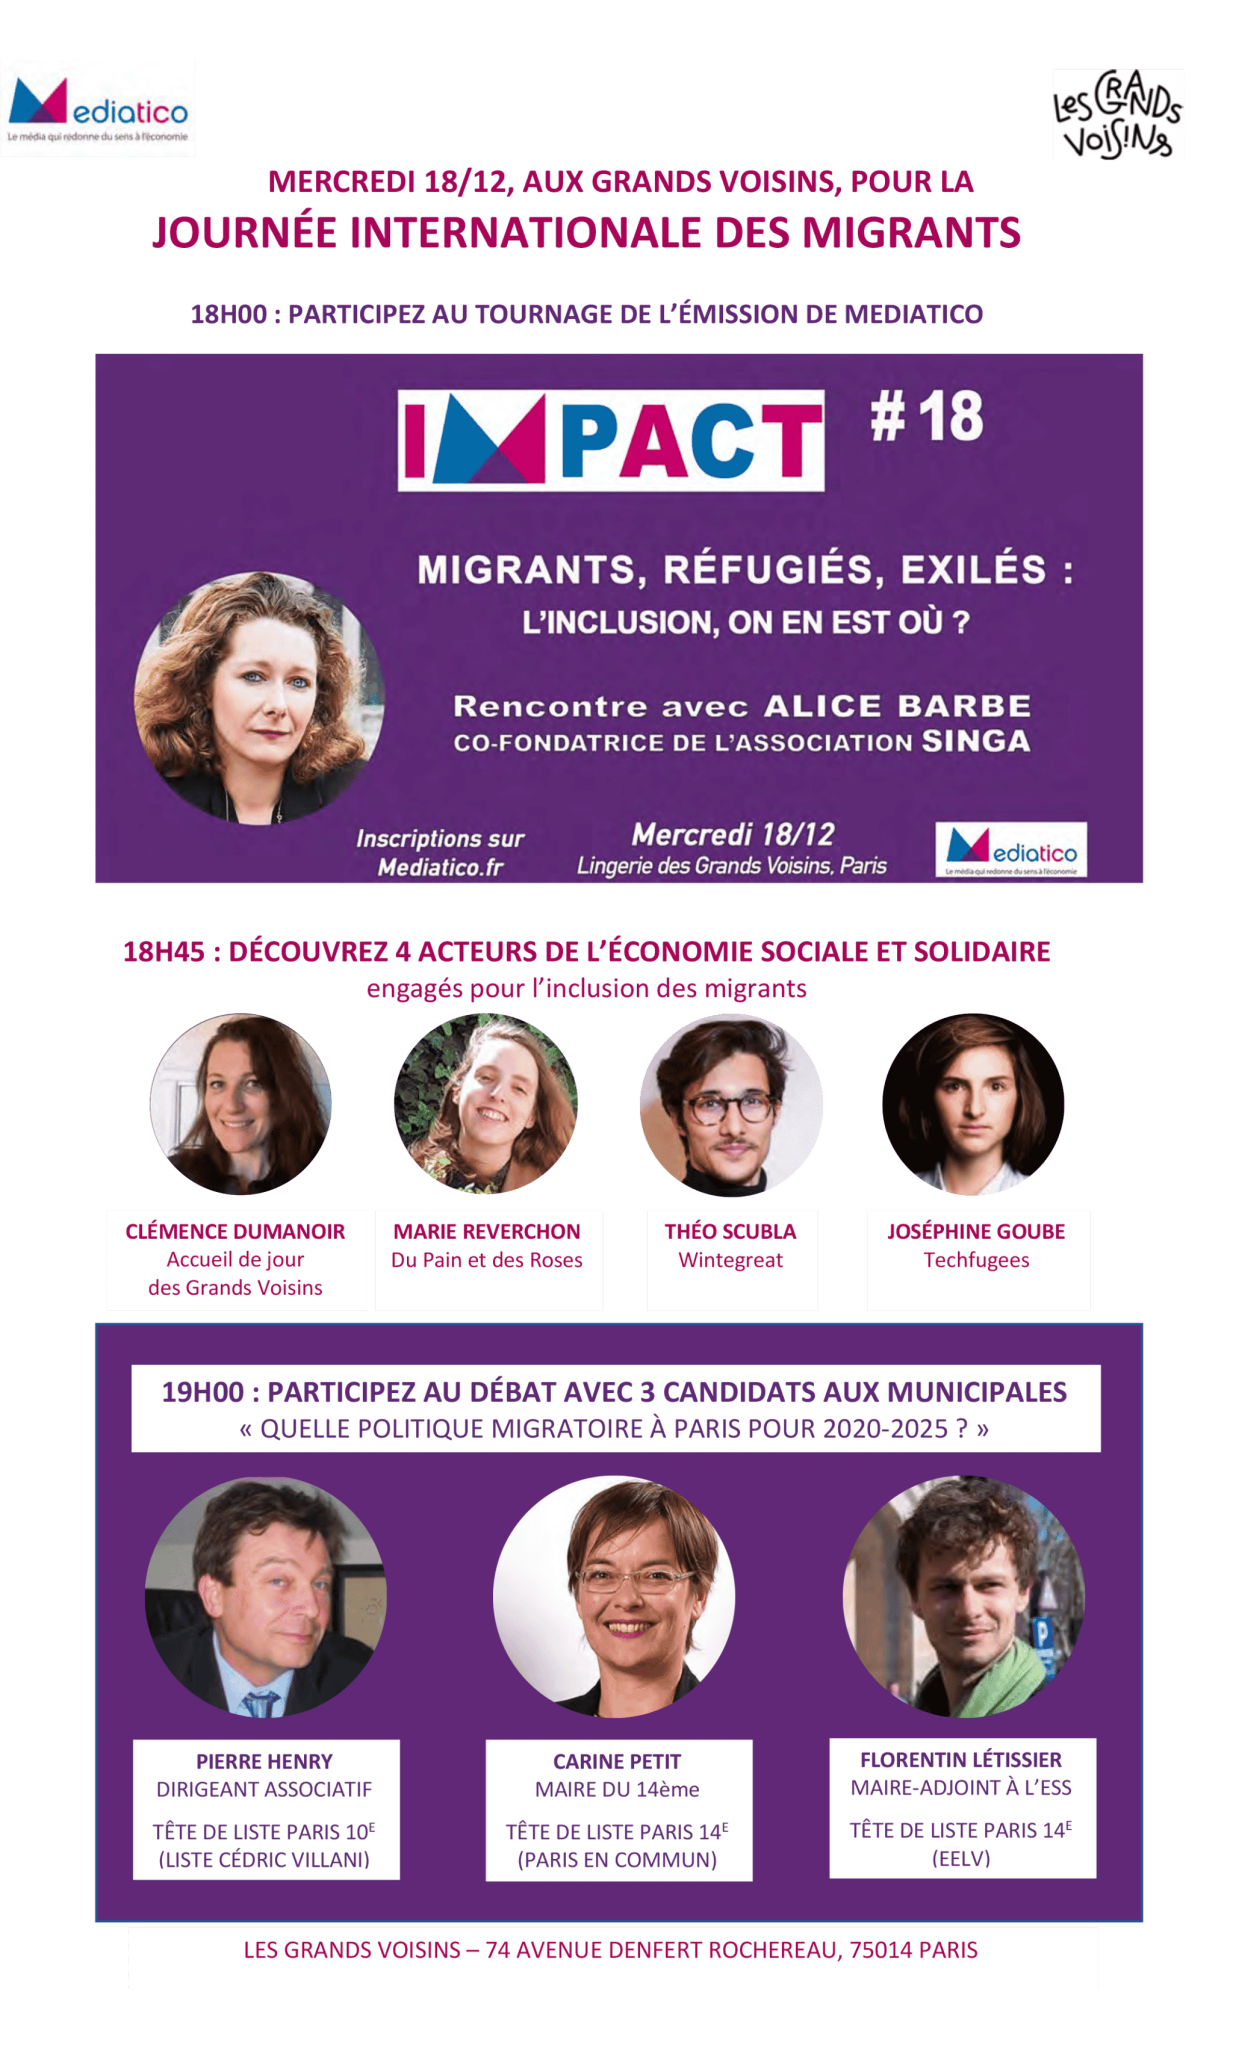 Mediatico
Le média qui redonne du sens à l'économie
Les GRANDS VOISINS
MERCREDI 18/12, AUX GRANDS VOISINS, POUR LA
JOURNÉE INTERNATIONALE DES MIGRANTS
18H00 : PARTICIPEZ AU TOURNAGE DE L'ÉMISSION DE MEDIATICO
IMPACT #18
MIGRANTS, RÉFUGIÉS, EXILÉS :
L'INCLUSION, ON EN EST OÙ ?
Rencontre avec ALICE BARBE
CO-FONDATRICE DE L'ASSOCIATION SINGA
Inscriptions sur
Mediatico.fr
Mercredi 18/12
Lingerie des Grands Voisins, Paris
Mediatico
Le média qui redonne du sens à l'économie
18H45 : DÉCOUVREZ 4 ACTEURS DE L'ÉCONOMIE SOCIALE ET SOLIDAIRE
engagés pour l'inclusion des migrants
CLÉMENCE DUMANOIR
Accueil de jour
des Grands Voisins
MARIE REVERCHON
Du Pain et des Roses
THÉO SCUBLA
Wintegreat
JOSÉPHINE GOUBE
Techfugees
19H00 : PARTICIPEZ AU DÉBAT AVEC 3 CANDIDATS AUX MUNICIPALES
« QUELLE POLITIQUE MIGRATOIRE À PARIS POUR 2020-2025 ? »
P
PIERRE HENRY
DIRIGEANT ASSOCIATIF
TÊTE DE LISTE PARIS 10E
(LISTE CÉDRIC VILLANI)
CARINE PETIT
MAIRE DU 14ème
TÊTE DE LISTE PARIS 14E
(PARIS EN COMMUN)
FLORENTIN LÉTISSIER
MAIRE-ADJOINT À L'ESS
TÊTE DE LISTE PARIS 14E
(EELV)
LES GRANDS VOISINS – 74 AVENUE DENFERT ROCHEREAU, 75014 PARIS